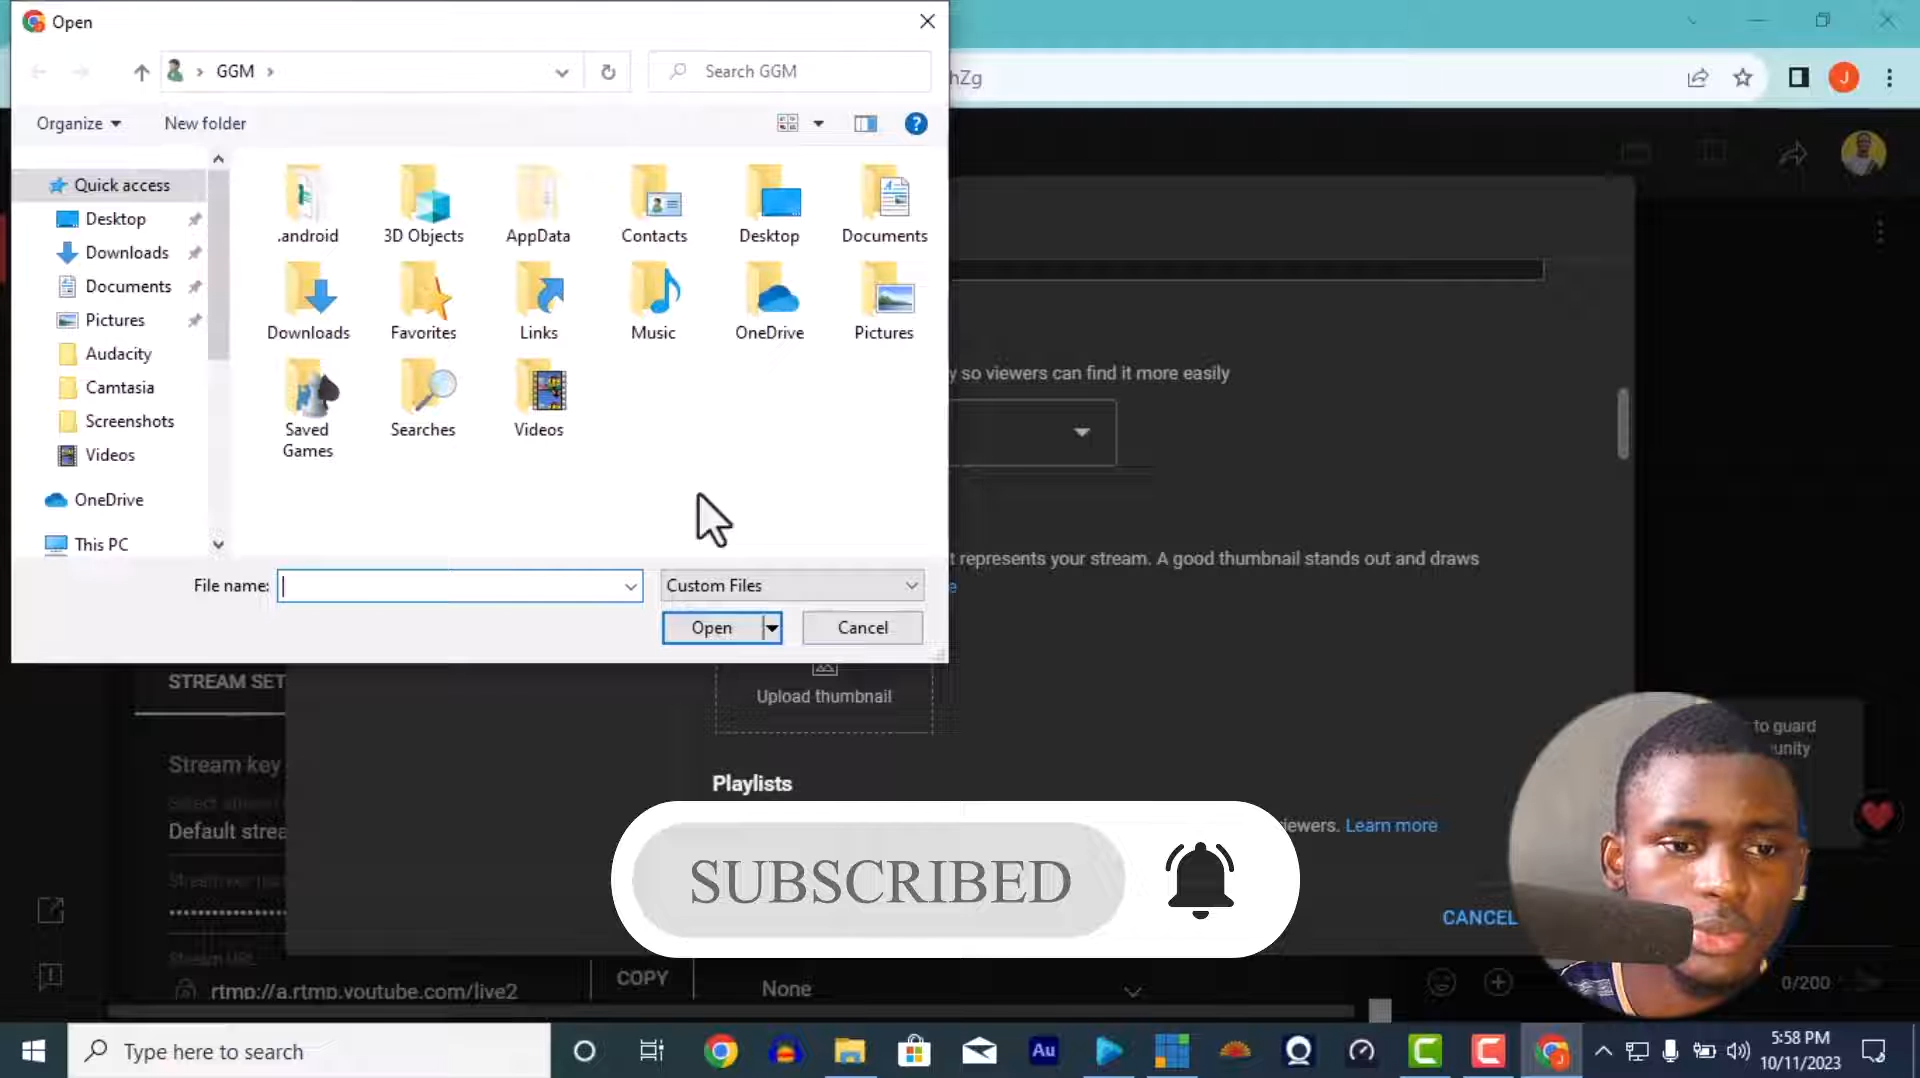 Open
GGM
Search GGM
hZg
J
Organize
New folder
?
Quick access
Desktop
Downloads
Documents
Pictures
Audacity
Camtasia
Screenshots
Videos
OneDrive
This PC
.android
3D Objects
AppData
Contacts
Desktop
Documents
Downloads
Favorites
Links
Music
OneDrive
Pictures
Saved
Games
Searches
Videos
y so viewers can find it more easily
t represents your stream. A good thumbnail stands out and draws
e
File name:
Custom Files
Open
Cancel
STREAM SET
Upload thumbnail
to guard
unity
Stream key
Playlists
Default strea
iewers. Learn more
SUBSCRIBED
CANCEL
Stream URL
rtmp://a.rtmp.youtube.com/live2
COPY
None
0/200
Type here to search
Au
5:58 PM
10/11/2023